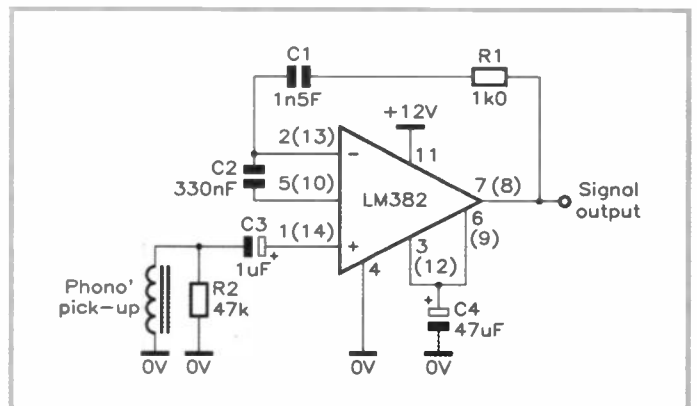 C1
1n5F
R1
1k0
+12V
2(13)
−
11
C2
330nF
5(10)
LM382
7 (8)
Signal
output
6
(9)
C3
1uF
+
1(14)
+
3
(12)
4
Phono'
pick-up
R2
47k
+
C4
47uF
0V
0V
0V
0V